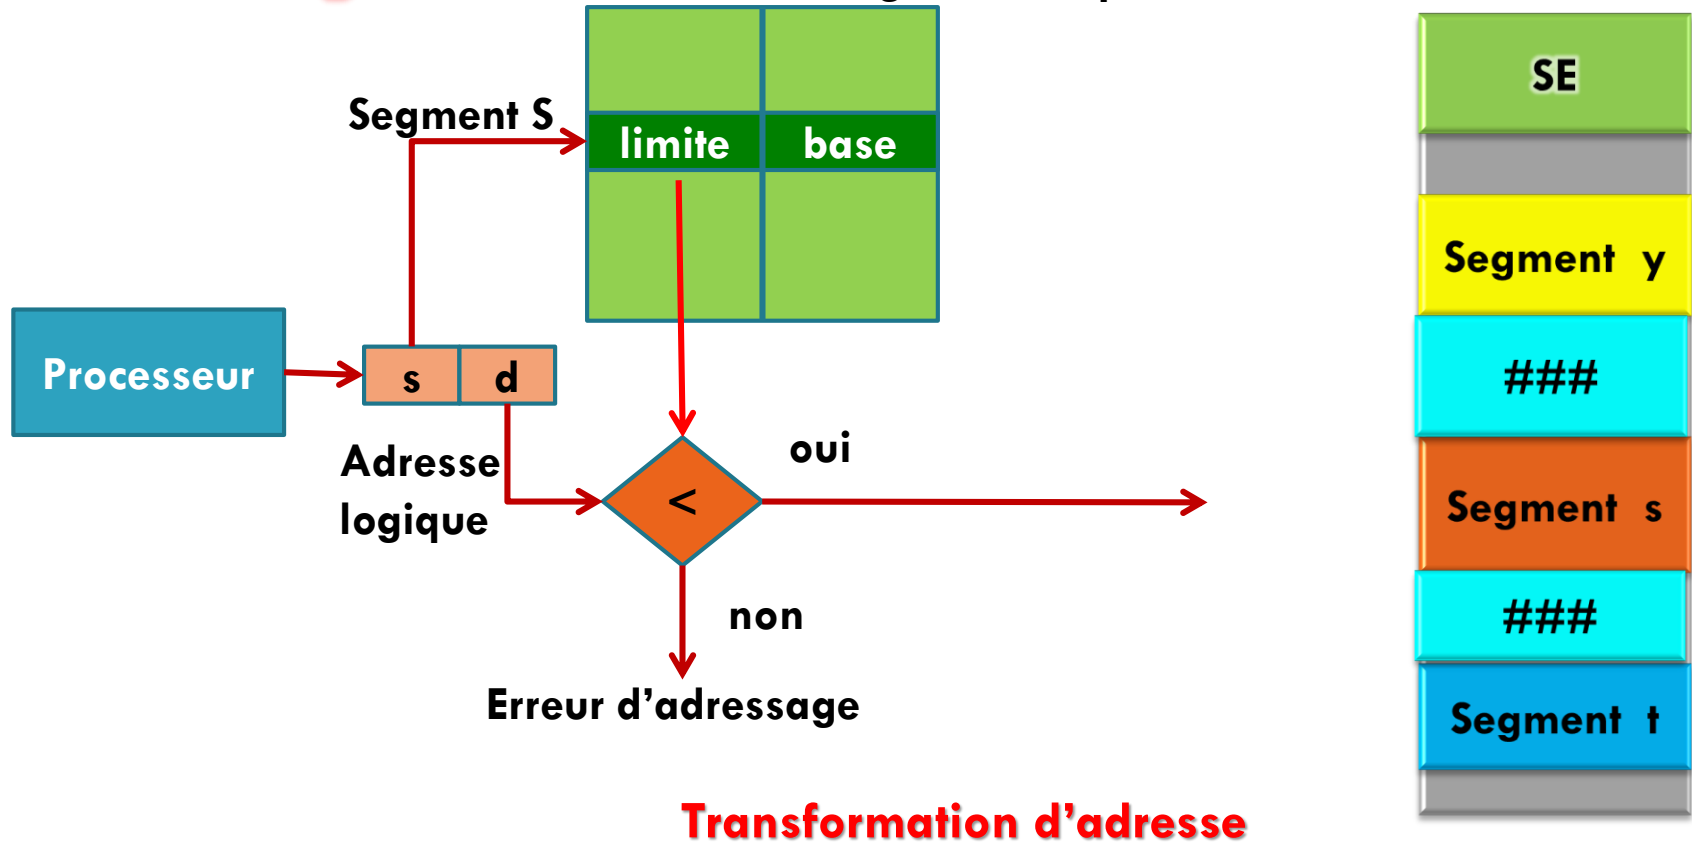 Segment S
limite
base
Processeur
s
d
Adresse
logique
<
oui
non
Erreur d’adressage
SE
Segment y
###
Segment s
###
Segment t
Transformation d’adresse